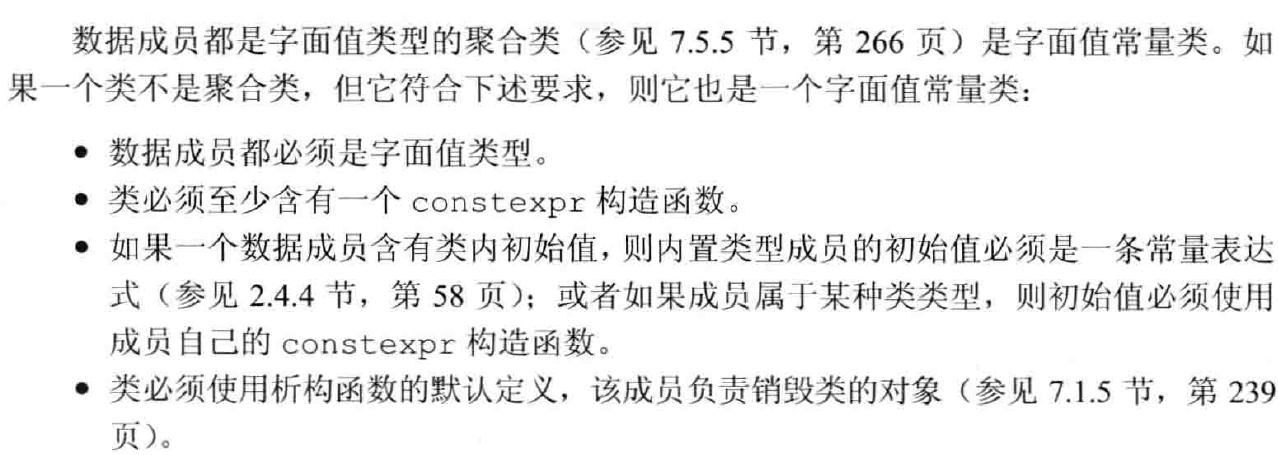 数据成员都是字面值类型的聚合类（参见 7.5.5 节，第 266 页）是字面值常量类。如
果一个类不是聚合类，但它符合下述要求，则它也是一个字面值常量类：
● 数据成员都必须是字面值类型。
● 类必须至少含有一个 constexpr 构造函数。
● 如果一个数据成员含有类内初始值，则内置类型成员的初始值必须是一条常量表达
式（参见 2.4.4 节，第 58 页）；或者如果成员属于某种类类型，则初始值必须使用
成员自己的 constexpr 构造函数。
● 类必须使用析构函数的默认定义，该成员负责销毁类的对象（参见 7.1.5 节，第 239
页）。